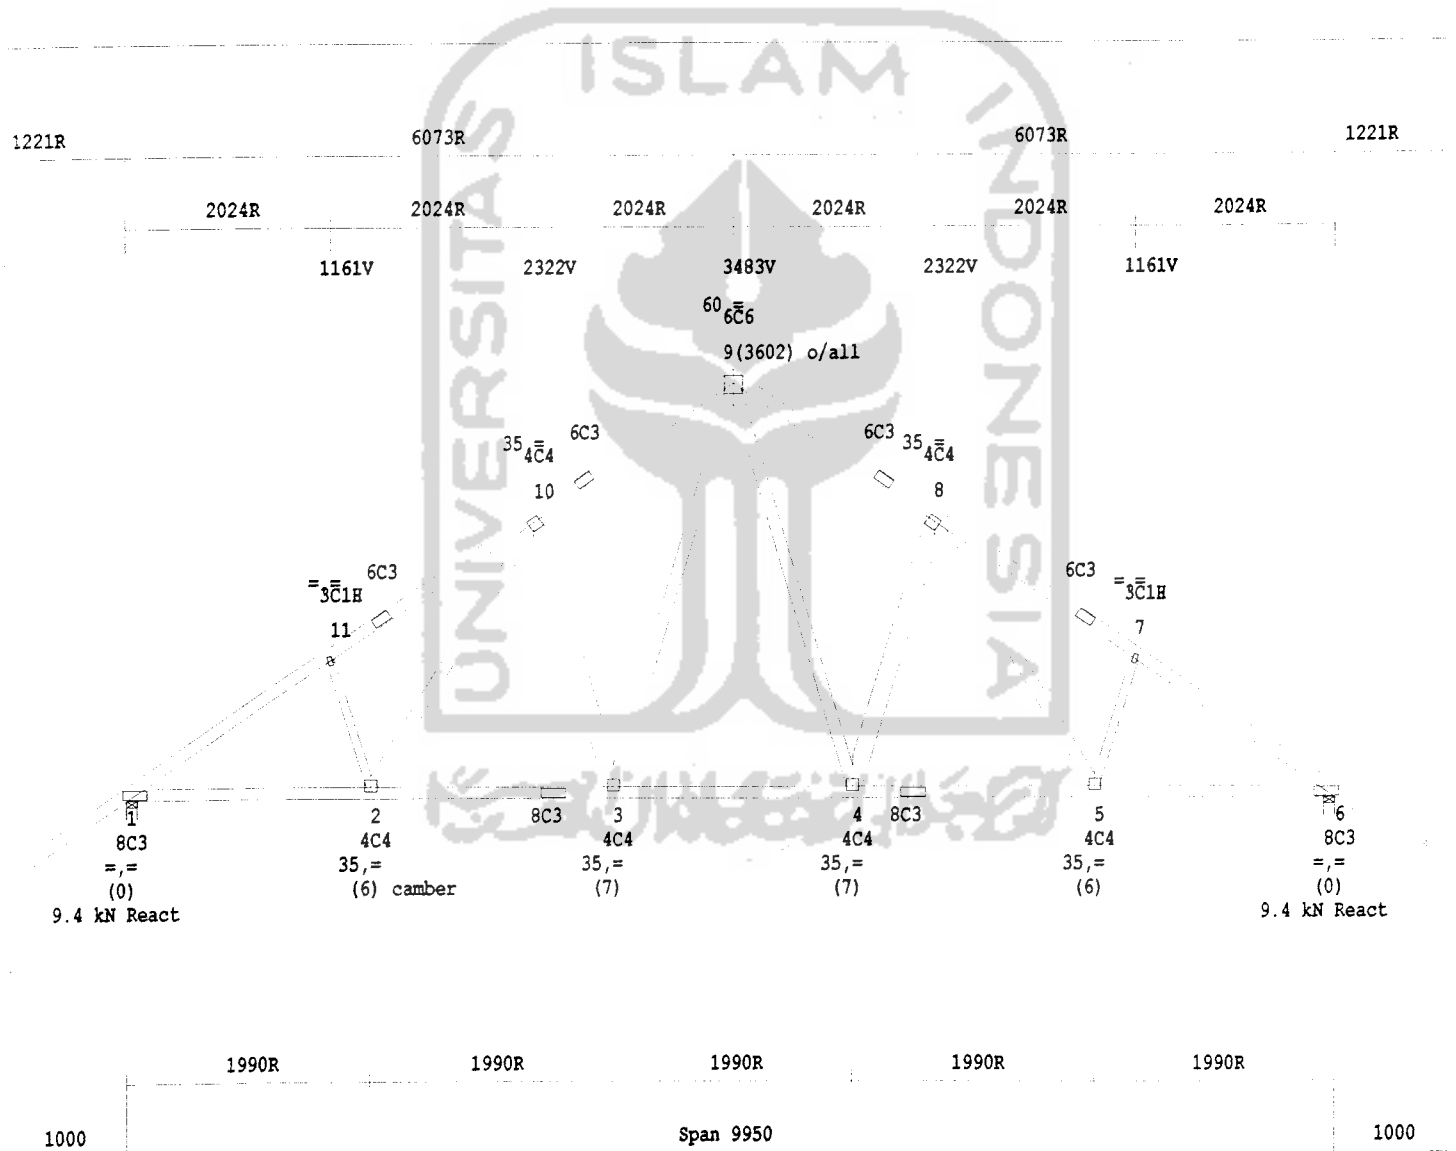 ISLAM
UNIVERSITAS
INDONESIA
1221R 6073R 6073R 1221R
2024R 2024R 2024R 2024R 2024R 2024R
1161V 2322V 3483V 2322V 1161V
60,=
6C6
9(3602) o/all
35,= 6C3 6C3 35,=
4C4 4C4
10 8
=,= 6C3 6C3 =,=
3C1H 3C1H
11 7
1 2 8C3 3 4 8C3 5 6
8C3 4C4 4C4 4C4 4C4 8C3
=,= 35,= 35,= 35,= 35,= =,=
(0) (6) camber (7) (7) (6) (0)
9.4 kN React 9.4 kN React
1990R 1990R 1990R 1990R 1990R
1000 Span 9950 1000